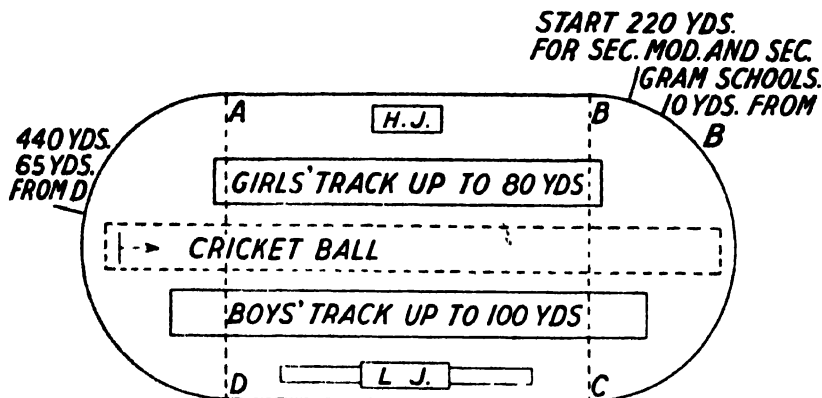 START 220 YDS.
FOR SEC. MOD. AND SEC.
GRAM SCHOOLS.
10 YDS. FROM
B
A
H. J.
B
440 YDS.
65 YDS.
FROM D
GIRLS' TRACK UP TO 80 YDS
CRICKET BALL
BOYS' TRACK UP TO 100 YDS
D
L J.
C